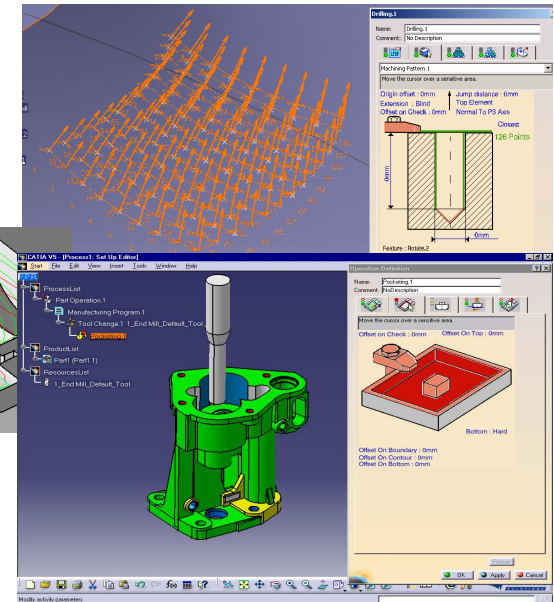 Drilling.1
Name: Drilling.1
Comment: No Description
Machining Pattern.1
Move the cursor over a sensitive area.
Origin offset : 0mm
Jump distance : 0mm
Extension : Blind
Top Element
Offset on Check : 0mm
Normal To PS Axis
Closest
126 Points
0mm
0mm
Feature : Rotate.2
CATIA V5 - [Process1: Set Up Editor]
Start File Edit View Insert Tools Window Help
ProcessList
Part Operation.1
Manufacturing Program.1
Tool Change.1 1_End Mill_Default_Tool
Pocketing.1
ProductList
Part1 (Part1.1)
ResourcesList
1_End Mill_Default_Tool
Operation Definition
Name: Pocketing.1
Comment: NoDescription
Move the cursor over a sensitive area.
Offset on Check : 0mm
Offset On Top : 0mm
Bottom : Hard
Offset On Boundary : 0mm
Offset On Contour : 0mm
Offset On Bottom : 0mm
Replay
OK Apply Cancel
Modify activity parameters